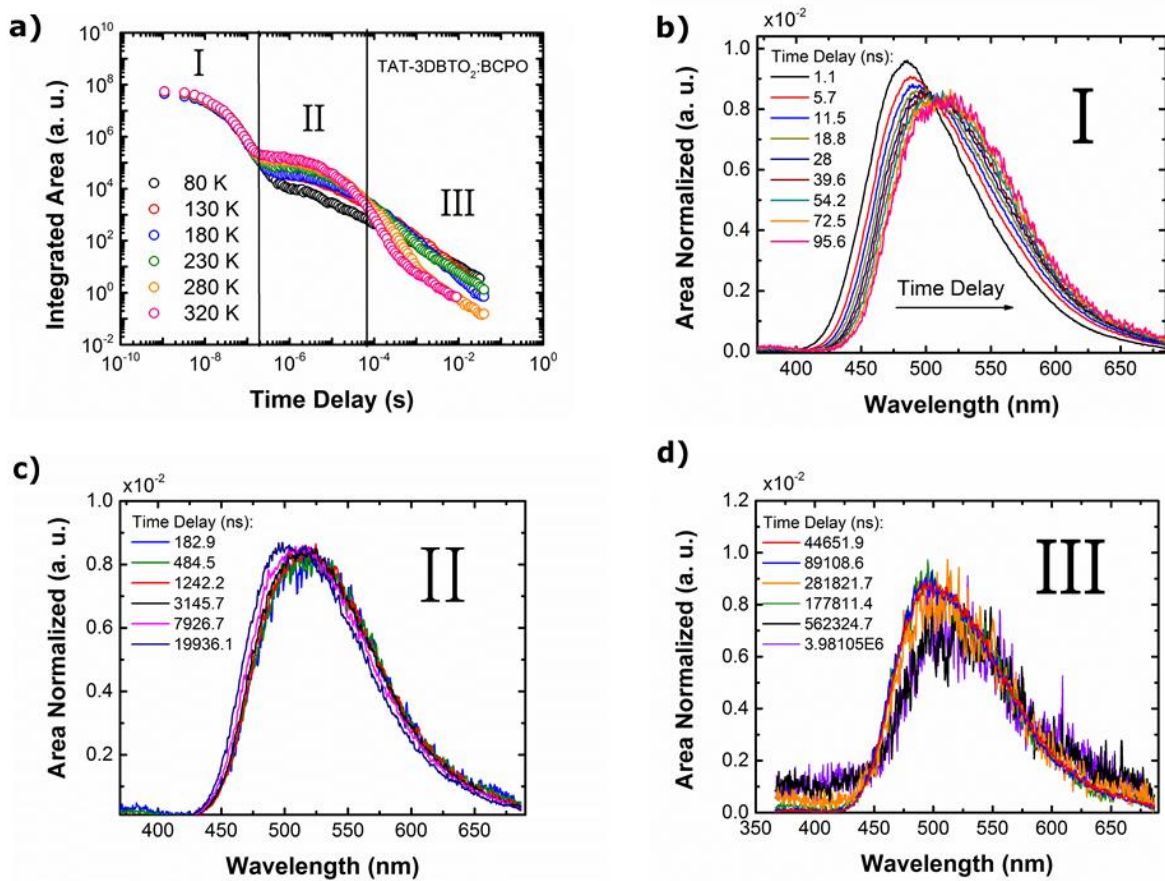 a)
Integrated Area (a. u.)
10^10
10^8
10^6
10^4
10^2
10^0
10^-2
I
II
III
TAT-3DBTO₂:BCPO
80 K
130 K
180 K
230 K
280 K
320 K
10^-10
10^-8
10^-6
10^-4
10^-2
10^0
Time Delay (s)
b)
x10^-2
Area Normalized (a. u.)
1.0
0.8
0.6
0.4
0.2
0.0
Time Delay (ns):
1.1
5.7
11.5
18.8
28
39.6
54.2
72.5
95.6
I
Time Delay
400
450
500
550
600
650
Wavelength (nm)
c)
x10^-2
Area Normalized (a. u.)
1.0
0.8
0.6
0.4
0.2
Time Delay (ns):
182.9
484.5
1242.2
3145.7
7926.7
19936.1
II
400
450
500
550
600
650
Wavelength (nm)
d)
x10^-2
Area Normalized (a. u.)
1.2
1.0
0.8
0.6
0.4
0.2
0.0
Time Delay (ns):
44651.9
89108.6
281821.7
177811.4
562324.7
3.98105E6
III
350
400
450
500
550
600
650
Wavelength (nm)